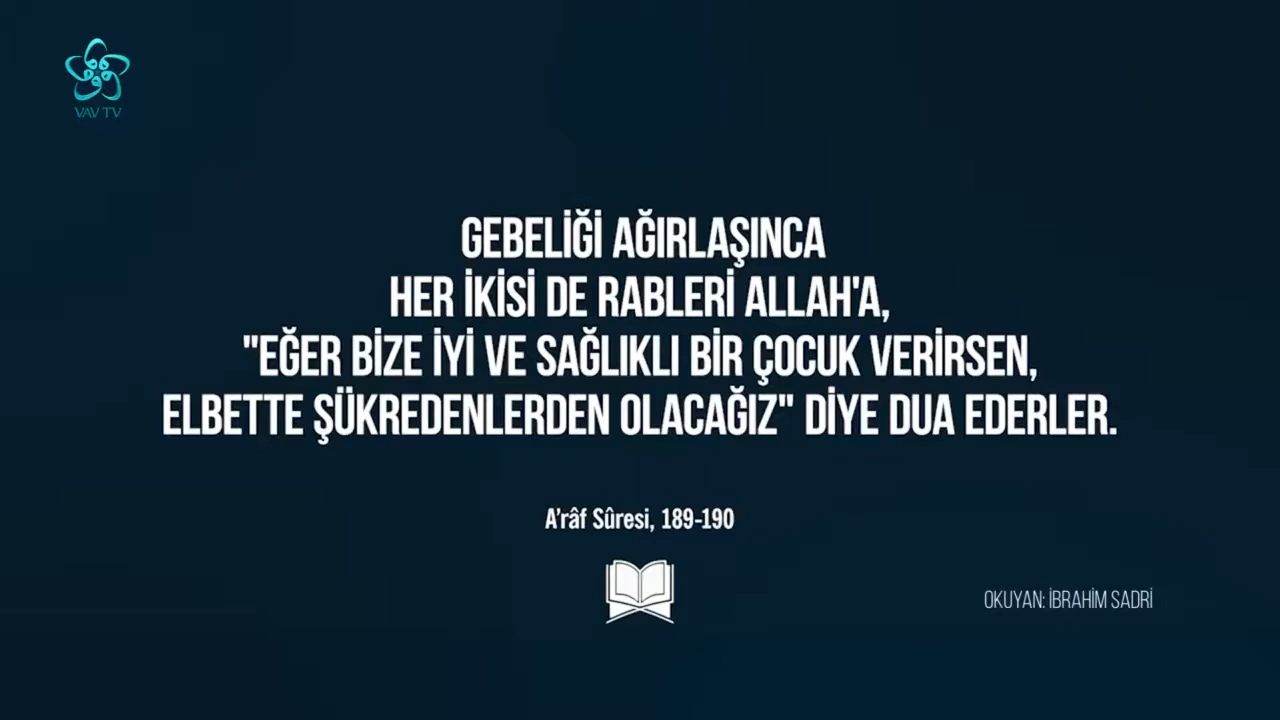 VAV TV
GEBELİĞİ AĞIRLAŞINCA
HER İKİSİ DE RABLERİ ALLAH'A,
"EĞER BİZE İYİ VE SAĞLIKLI BİR ÇOCUK VERİRSEN,
ELBETTE ŞÜKREDENLERDEN OLACAĞIZ" DİYE DUA EDERLER.
A'râf Sûresi, 189-190
OKUYAN: İBRAHİM SADRİ